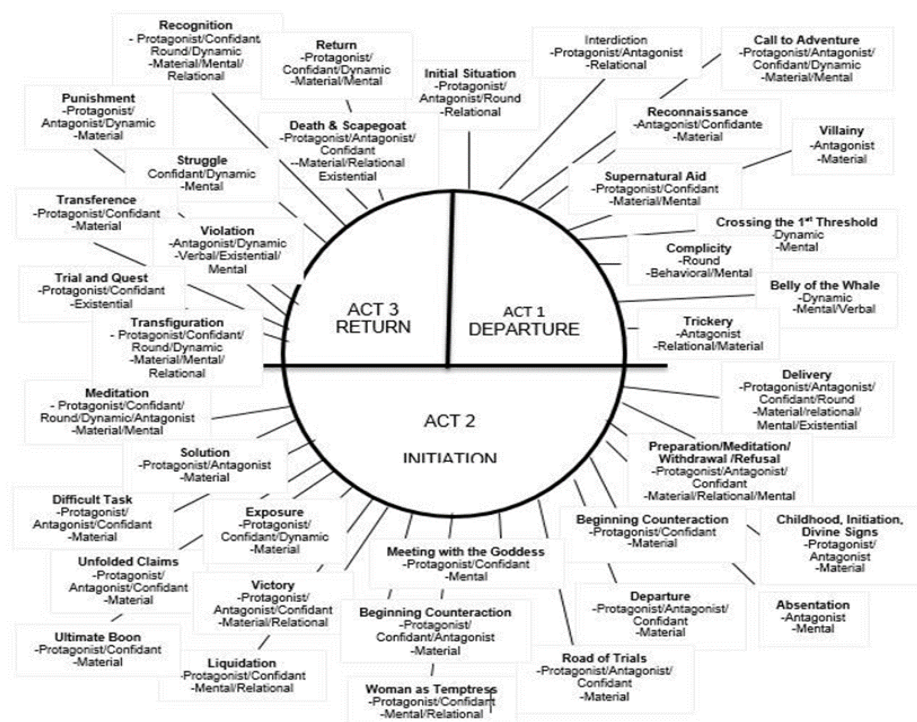 Recognition
- Protagonist/Confidant
Round/Dynamic
-Material/Mental/
Relational
Return
-Protagonist/
Confidant/Dynamic
-Material/Mental
Initial Situation
-Protagonist/
Antagonist/Round
-Relational
Interdiction
-Protagonist/Antagonist
-Relational
Call to Adventure
-Protagonist/Antagonist/
Confidant/Dynamic
-Material/Mental
Punishment
-Protagonist/
Antagonist/Dynamic
-Material
Death & Scapegoat
-Protagonist/Antagonist/
Confidant
--Material/Relational
Existential
Reconnaissance
-Antagonist/Confidante
-Material
Villainy
-Antagonist
-Material
Struggle
Confidant/Dynamic
-Mental
Supernatural Aid
-Protagonist/Confidant
-Material/Mental
Transference
-Protagonist/Confidant
-Material
Violation
-Antagonist/Dynamic
-Verbal/Existential/
Mental
Crossing the 1st Threshold
-Dynamic
-Mental
Complicity
-Round
-Behavioral/Mental
Trial and Quest
-Protagonist/Confidant
-Existential
Belly of the Whale
-Dynamic
-Mental/Verbal
Transfiguration
- Protagonist/Confidant/
Round/Dynamic
-Material/Mental/
Relational
Trickery
-Antagonist
-Relational/Material
ACT 3
RETURN
ACT 1
DEPARTURE
ACT 2
INITIATION
Meditation
- Protagonist/Confidant/
Round/Dynamic/Antagonist
-Material/Mental
Delivery
-Protagonist/Antagonist/
Confidant/Round
-Material/relational/
Mental/Existential
Solution
-Protagonist/Antagonist
-Material
Preparation/Meditation/
Withdrawal /Refusal
-Protagonist/Antagonist/
Confidant
-Material/Relational/Mental
Difficult Task
-Protagonist/
Antagonist/Confidant
-Material
Exposure
-Protagonist/
Confidant/Dynamic
-Material
Beginning Counteraction
-Protagonist/Confidant
-Material
Childhood, Initiation,
Divine Signs
-Protagonist/
Antagonist
-Material
Unfolded Claims
-Protagonist/
Antagonist/Confidant
-Material
Meeting with the Goddess
-Protagonist/Confidant
-Mental
Victory
-Protagonist/
Antagonist/Confidant
-Material/Relational
Departure
-Protagonist/Antagonist/
Confidant
-Material
Absentation
-Antagonist
-Mental
Beginning Counteraction
-Protagonist/
Confidant/Antagonist
-Material
Ultimate Boon
-Protagonist/Confidant
-Material
Liquidation
-Protagonist/Confidant
-Mental/Relational
Road of Trials
-Protagonist/Antagonist/
Confidant
-Material
Woman as Temptress
-Protagonist/Confidant
-Mental/Relational